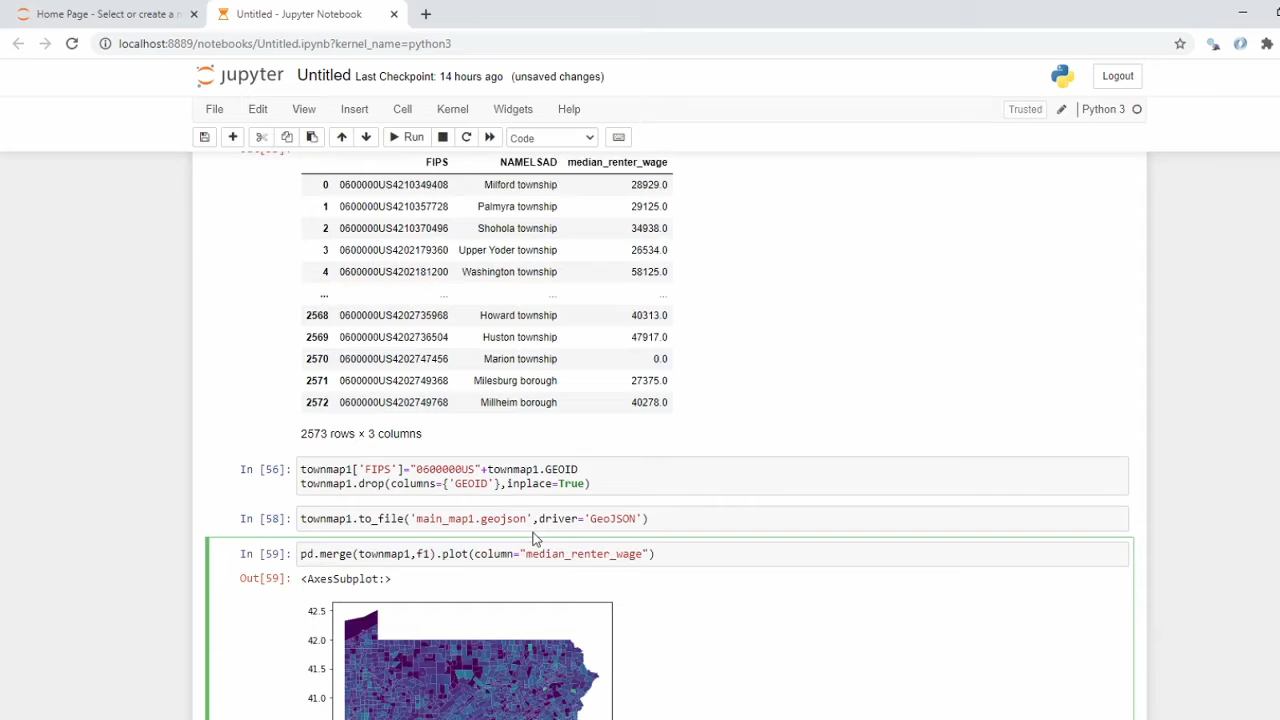 Home Page - Select or create a n
Untitled - Jupyter Notebook
localhost:8889/notebooks/Untitled.ipynb?kernel_name=python3
jupyter Untitled Last Checkpoint: 14 hours ago (unsaved changes)
Logout
File Edit View Insert Cell Kernel Widgets Help
Trusted Python 3
Run Code
FIPS NAMELSAD median_renter_wage
0 0600000US4210349408 Milford township 28929.0
1 0600000US4210357728 Palmyra township 29125.0
2 0600000US4210370496 Shohola township 34938.0
3 0600000US4202179360 Upper Yoder township 26534.0
4 0600000US4202181200 Washington township 58125.0
... ... ... ...
2568 0600000US4202735968 Howard township 40313.0
2569 0600000US4202736504 Huston township 47917.0
2570 0600000US4202747456 Marion township 0.0
2571 0600000US4202749368 Milesburg borough 27375.0
2572 0600000US4202749768 Millheim borough 40278.0
2573 rows × 3 columns
In [56]: townmap1['FIPS']="0600000US"+townmap1.GEOID
townmap1.drop(columns={'GEOID'},inplace=True)
In [58]: townmap1.to_file('main_map1.geojson',driver='GeoJSON')
In [59]: pd.merge(townmap1,f1).plot(column="median_renter_wage")
Out[59]: <AxesSubplot:>
42.5
42.0
41.5
41.0